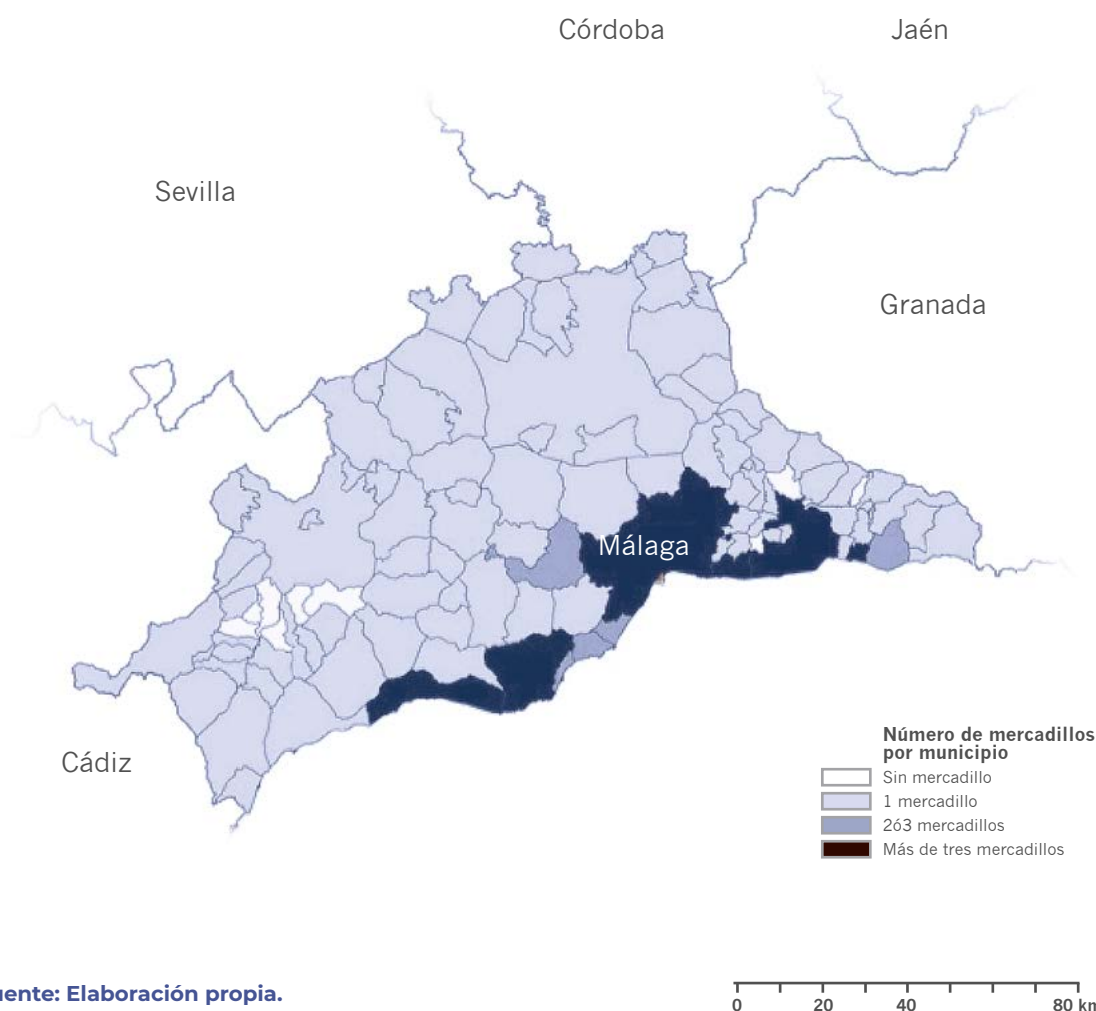 Córdoba
Jaén
Sevilla
Granada
Málaga
Cádiz
Número de mercadillos
por municipio
Sin mercadillo
1 mercadillo
2ó3 mercadillos
Más de tres mercadillos
uente: Elaboración propia.
0 20 40 80 km